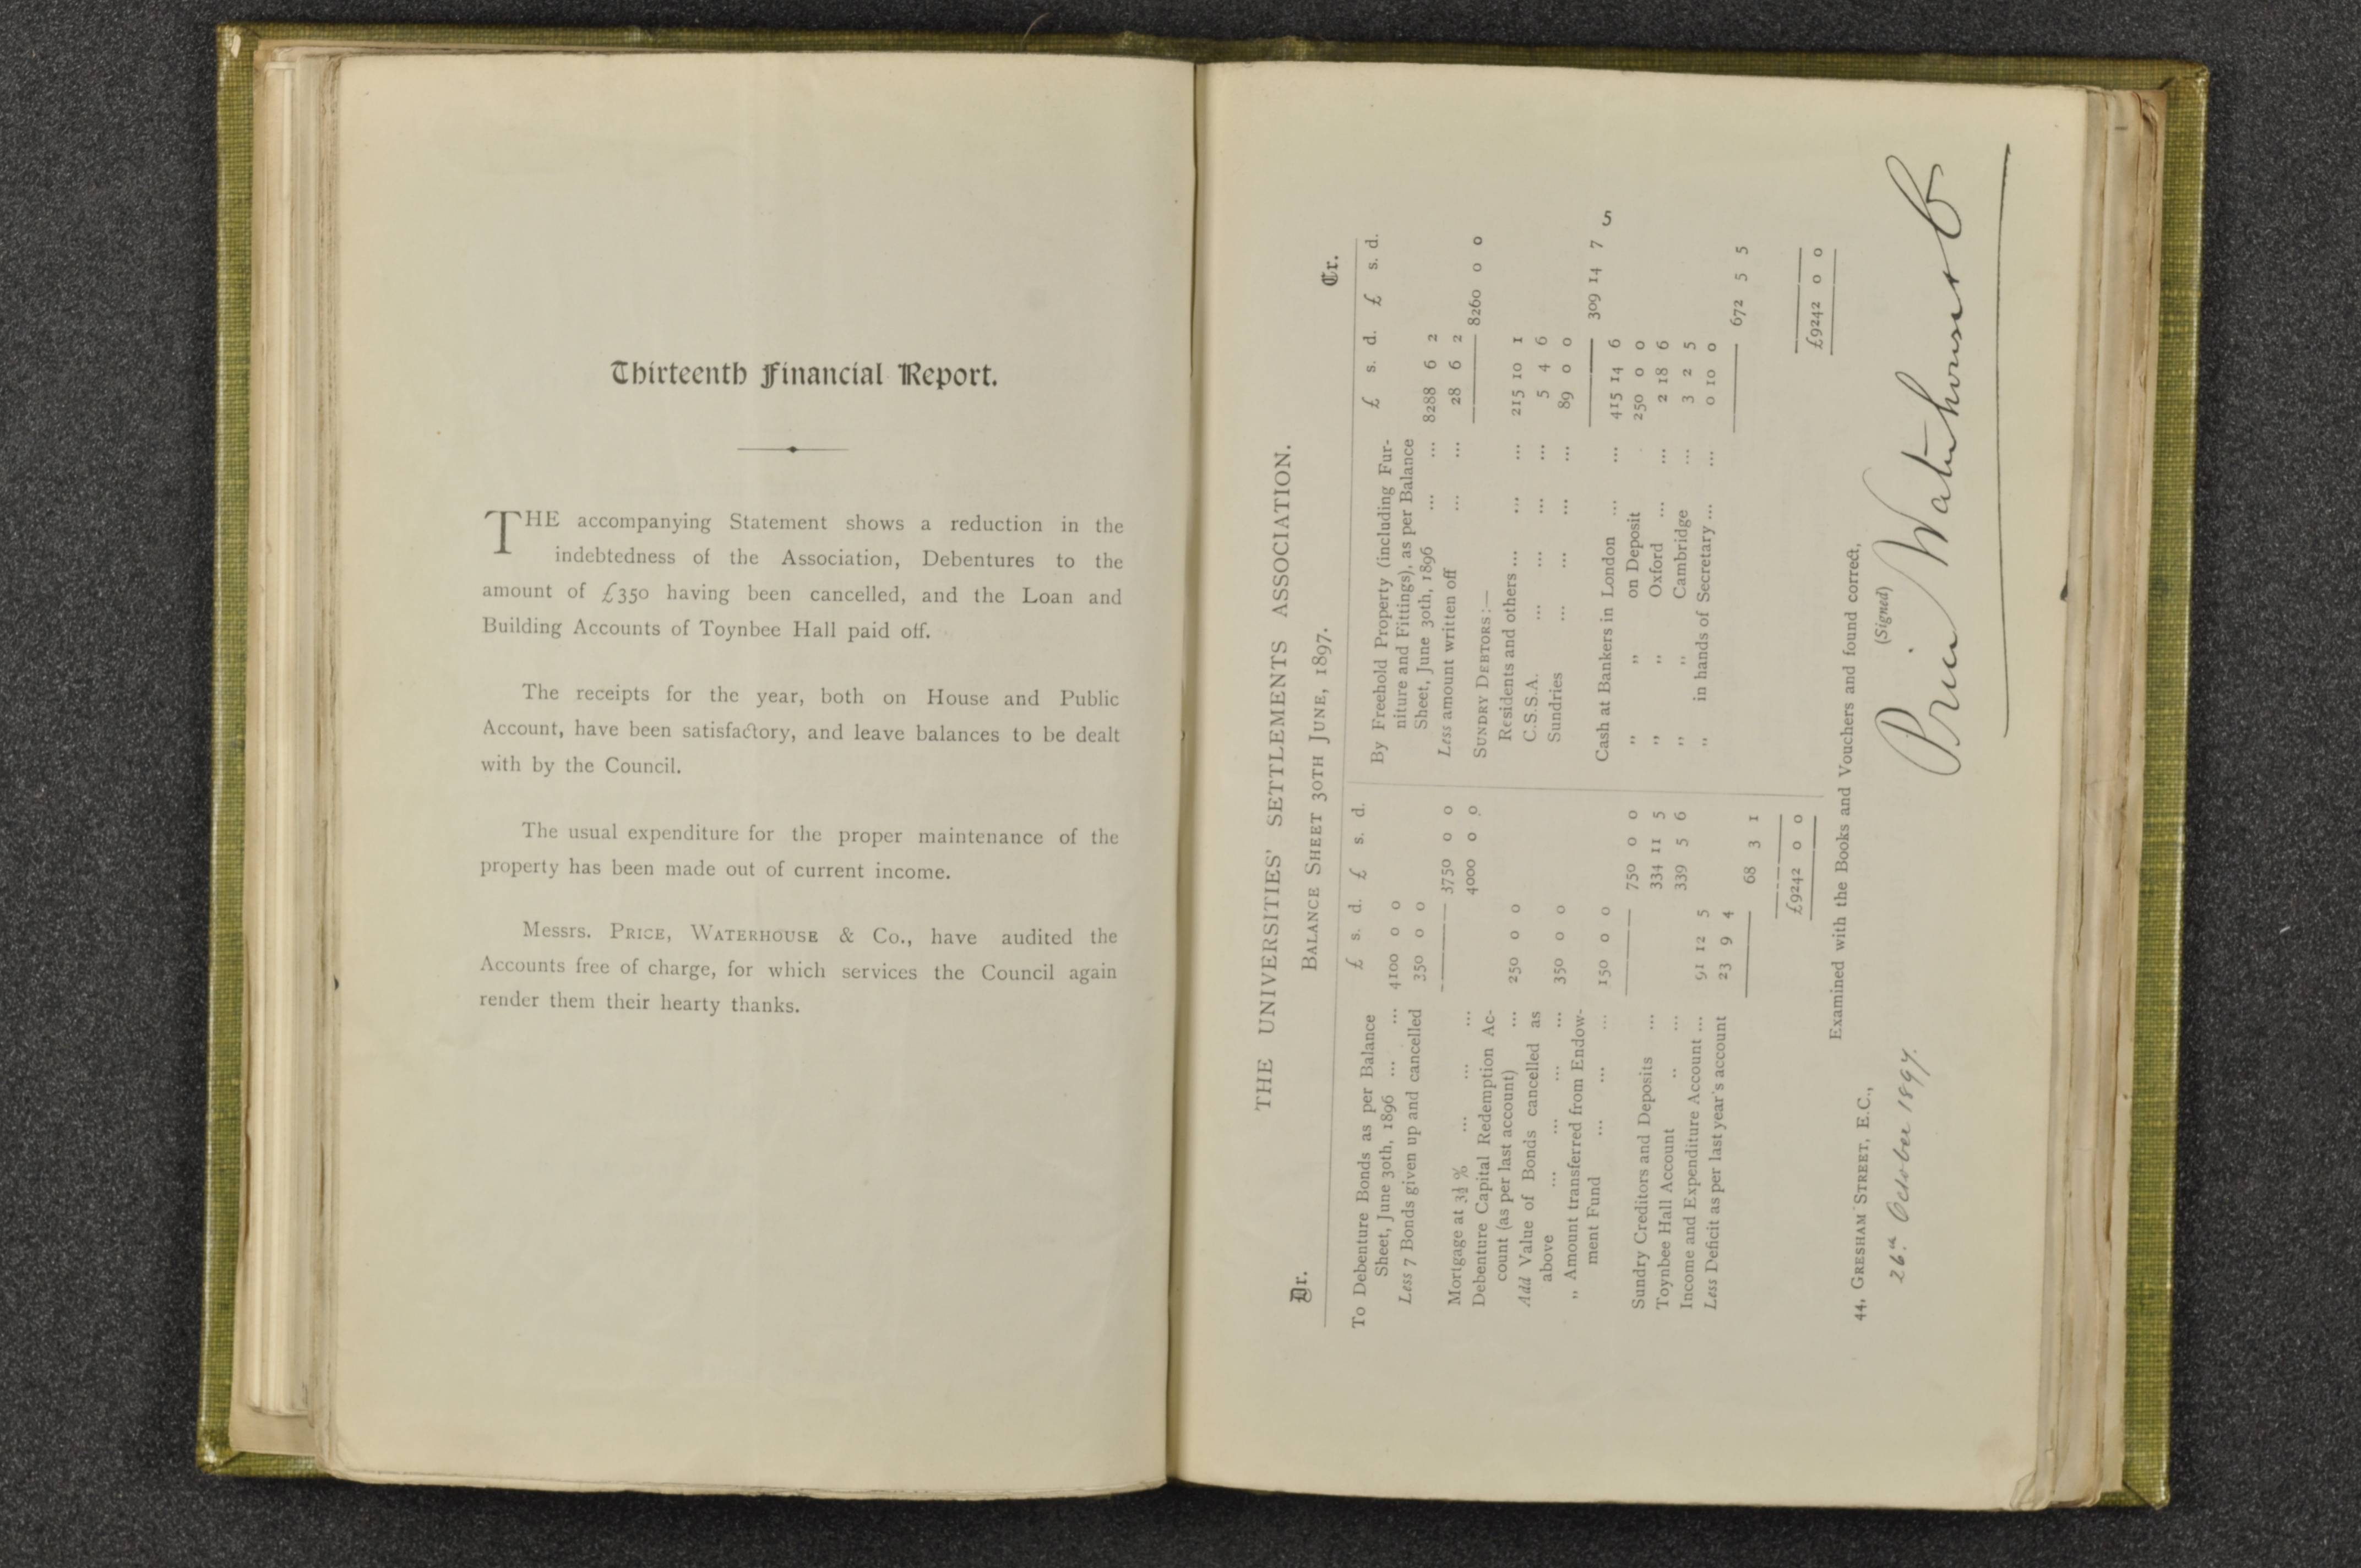 Thirteenth Financial Report.
THE accompanying Statement shows a reduction in the
indebtedness of the Association, Debentures to the
amount of £350 having been cancelled, and the Loan and
Building Accounts of Toynbee Hall paid off.
The receipts for the year, both on House and Public
Account, have been satisfactory, and leave balances to be dealt
with by the Council.
The usual expenditure for the proper maintenance of the
property has been made out of current income.
Messrs. PRICE, WATERHOUSE & Co., have audited the
Accounts free of charge, for which services the Council again
render them their hearty thanks.
5
THE UNIVERSITIES' SETTLEMENTS ASSOCIATION.
BALANCE SHEET 30TH JUNE, 1897.
Dr.
£ s. d. £ s. d.
To Debenture Bonds as per Balance
Sheet, June 30th, 1896 ... ... 4100 0 0
Less 7 Bonds given up and cancelled 350 0 0
3750 0 0
Mortgage at 3½ % ... ... ... 4000 0 0
Debenture Capital Redemption Ac-
count (as per last account) ... 250 0 0
Add Value of Bonds cancelled as
above ... ... ... ... 350 0 0
„ Amount transferred from Endow-
ment Fund ... ... ... 150 0 0
750 0 0
Sundry Creditors and Deposits ... 334 11 5
Toynbee Hall Account .. ... 339 5 6
Income and Expenditure Account ... 91 12 5
Less Deficit as per last year's account 23 9 4
68 3 1
£9242 0 0
Cr.
£ s. d. £ s. d.
By Freehold Property (including Fur-
niture and Fittings), as per Balance
Sheet, June 30th, 1896 ... ... 8288 6 2
Less amount written off ... ... 28 6 2
8260 0 0
SUNDRY DEBTORS:—
Residents and others ... ... ... 215 10 1
C.S.S.A. ... ... ... ... 5 4 6
Sundries ... ... ... ... 89 0 0
309 14 7
Cash at Bankers in London ... ... 415 14 6
„ „ on Deposit 250 0 0
„ „ Oxford ... ... 2 18 6
„ „ Cambridge ... 3 2 5
„ in hands of Secretary ... ... 0 10 0
672 5 5
£9242 0 0
Examined with the Books and Vouchers and found correct,
(Signed)
Price Waterhouse & Co
44, GRESHAM STREET, E.C.,
26th October 1897.